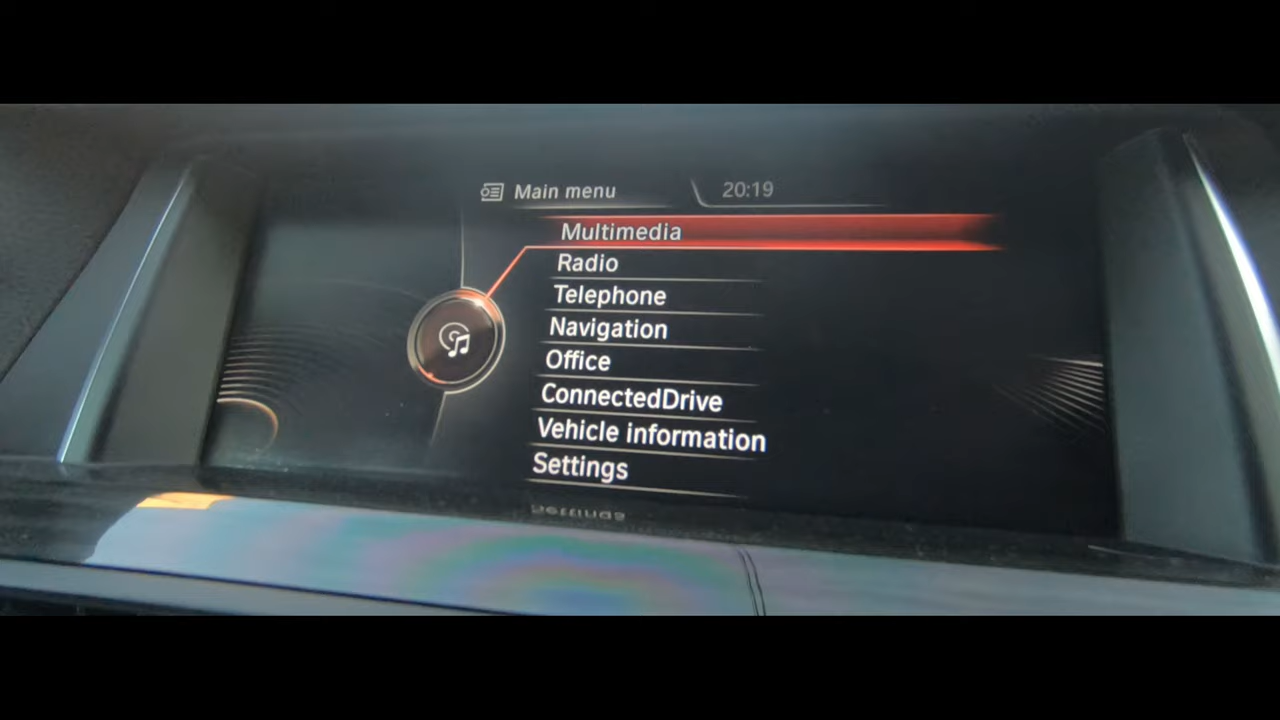 Main menu 20:19
Multimedia
Radio
Telephone
Navigation
Office
ConnectedDrive
Vehicle information
Settings